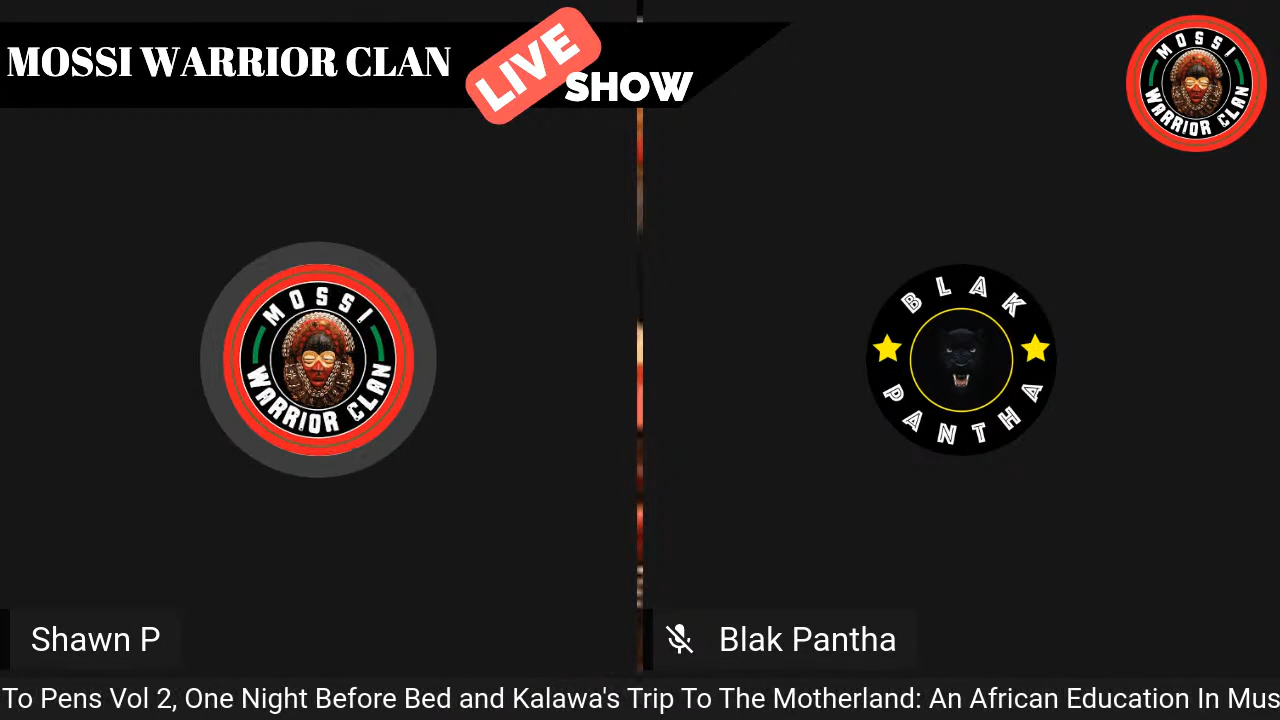 MOSSI WARRIOR CLAN
LIVE
SHOW
MOSSI
WARRIOR CLAN
MOSSI
WARRIOR CLAN
BLAK
PANTHA
Shawn P
Blak Pantha
To Pens Vol 2, One Night Before Bed and Kalawa's Trip To The Motherland: An African Education In Mus